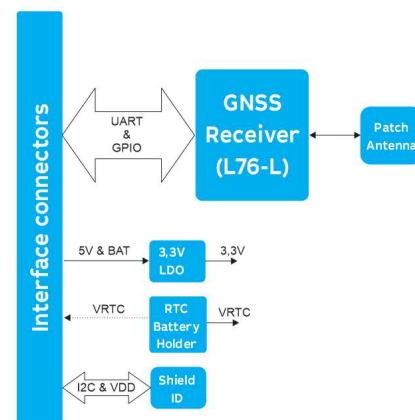 Interface connectors
UART
&
GPIO
GNSS
Receiver
(L76-L)
Patch
Antenna
5V & BAT
3,3V
LDO
3,3V
VRTC
RTC
Battery
Holder
VRTC
I2C & VDD
Shield
ID